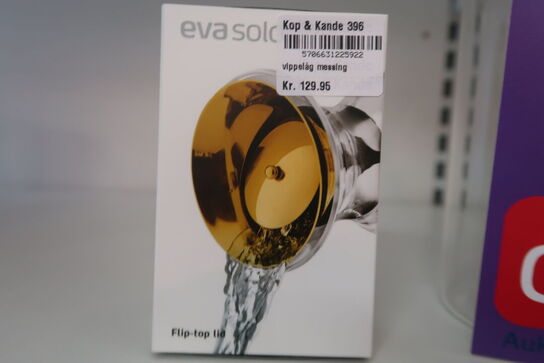 eva solo
Kop & Kande 396
5706631225922
vippelåg messing
Kr. 129.95
Flip-top lid